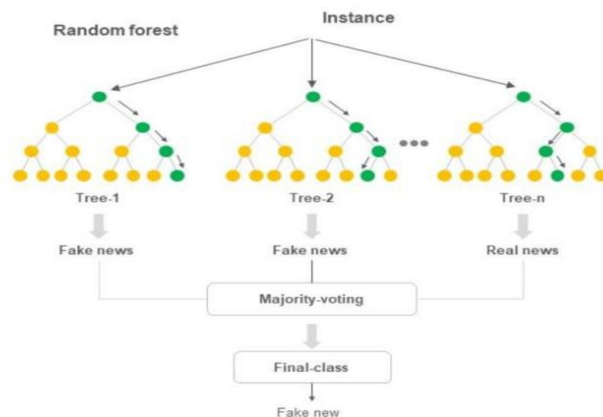 Instance
Random forest
Tree-1
Tree-2
Tree-n
Fake news
Fake news
Real news
Majority-voting
Final-class
Fake new